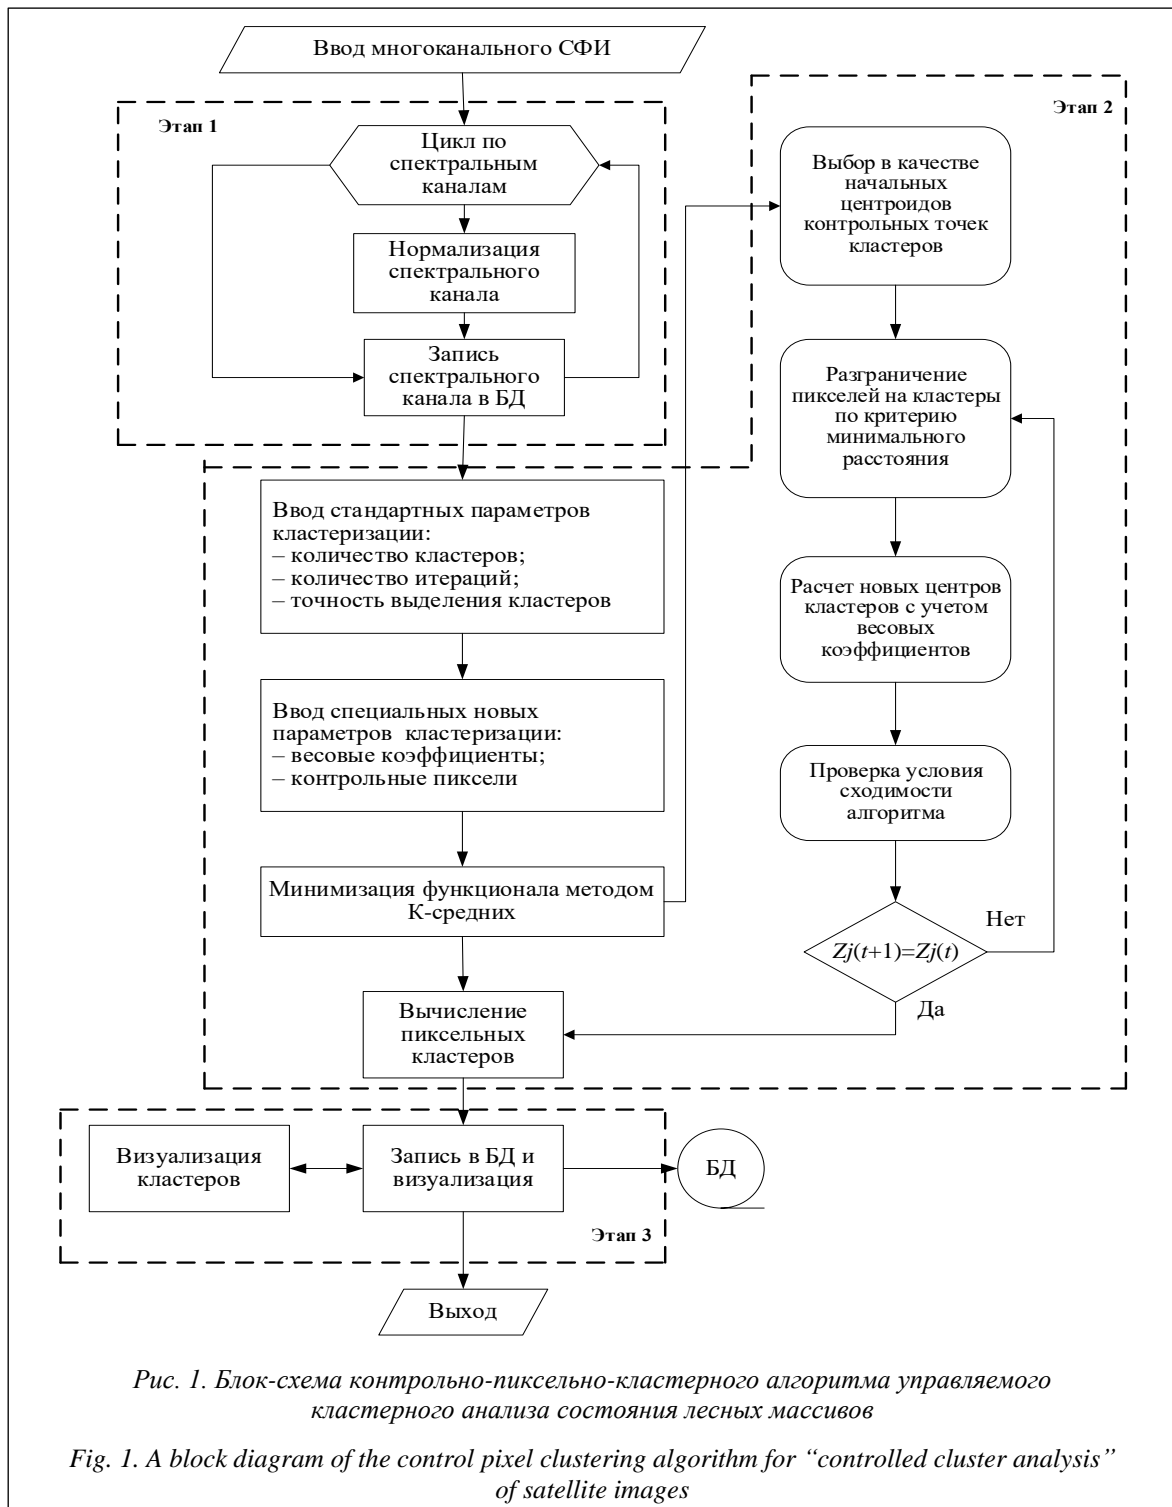 Ввод многоканального СФИ
Этап 1
Цикл по
спектральным
каналам
Нормализация
спектрального
канала
Запись
спектрального
канала в БД
Этап 2
Ввод стандартных параметров
кластеризации:
– количество кластеров;
– количество итераций;
– точность выделения кластеров
Ввод специальных новых
параметров кластеризации:
– весовые коэффициенты;
– контрольные пиксели
Минимизация функционала методом
К-средних
Выбор в качестве
начальных
центроидов
контрольных точек
кластеров
Разграничение
пикселей на кластеры
по критерию
минимального
расстояния
Расчет новых центров
кластеров с учетом
весовых
коэффициентов
Проверка условия
сходимости
алгоритма
Zj(t+1)=Zj(t)
Нет
Да
Вычисление
пиксельных
кластеров
Визуализация
кластеров
Запись в БД и
визуализация
БД
Этап 3
Выход
Рис. 1. Блок-схема контрольно-пиксельно-кластерного алгоритма управляемого
кластерного анализа состояния лесных массивов
Fig. 1. A block diagram of the control pixel clustering algorithm for “controlled cluster analysis”
of satellite images